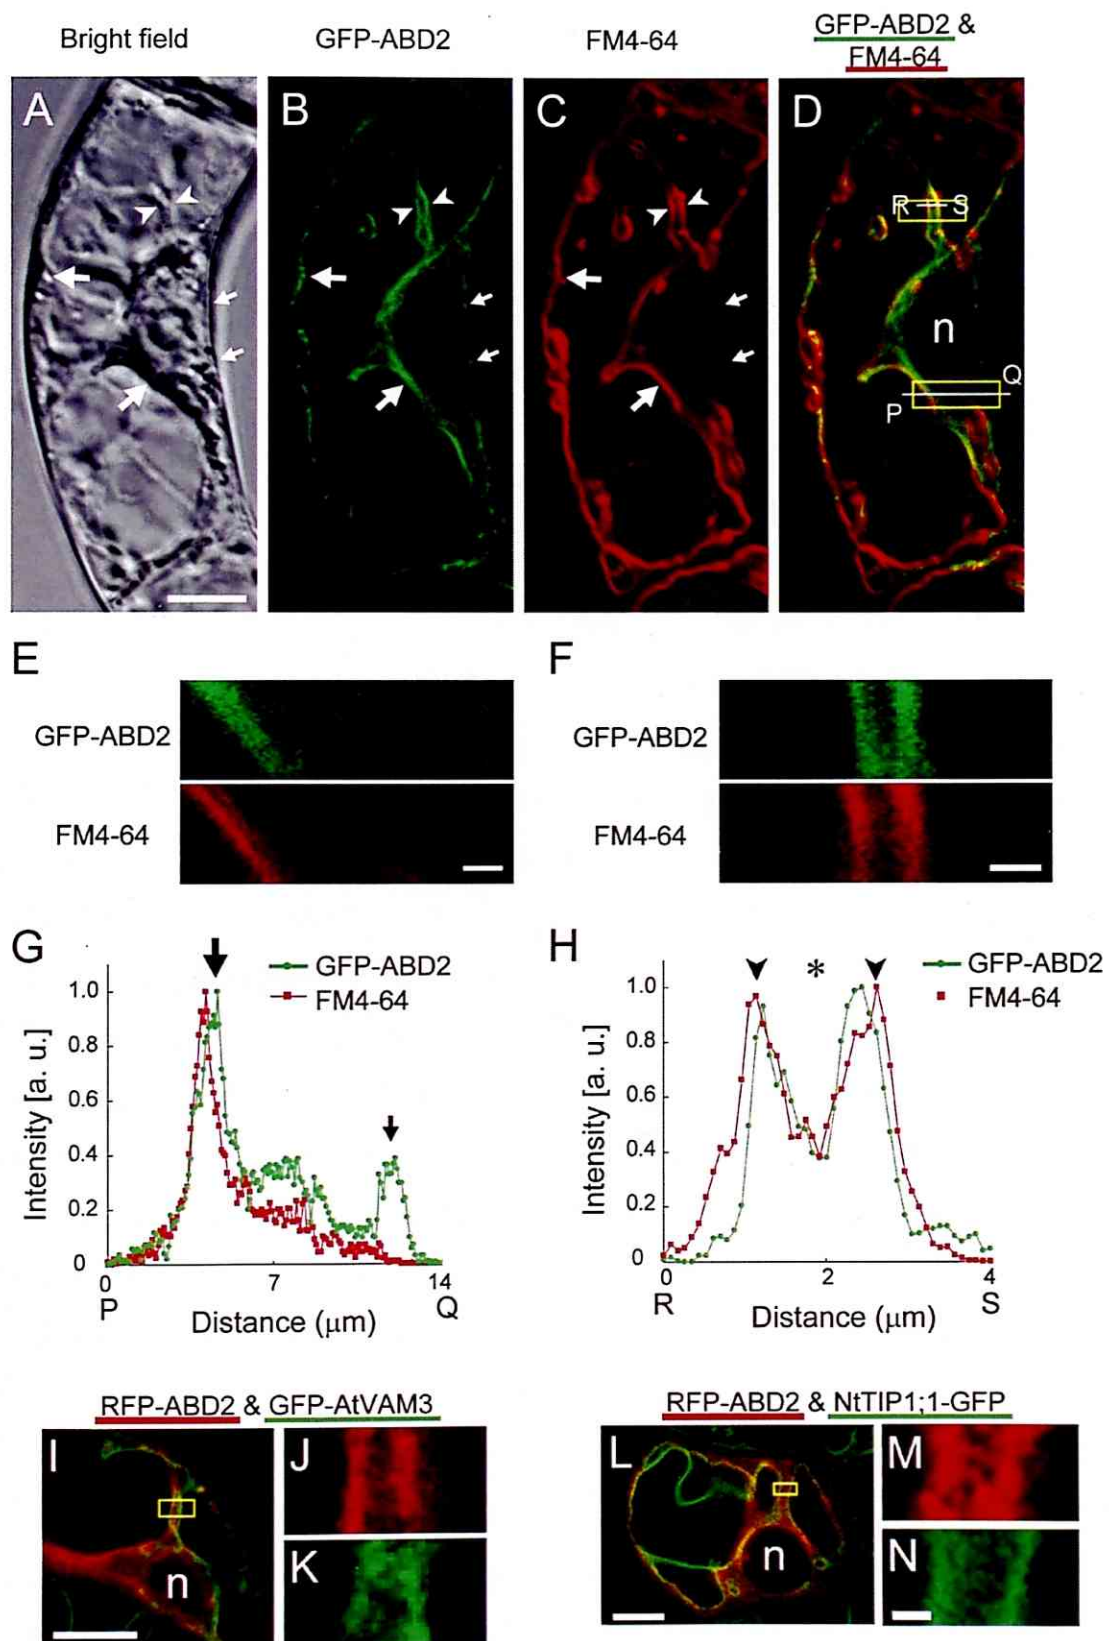 Bright field
GFP-ABD2
FM4-64
GFP-ABD2 &
FM4-64
A
B
C
D
R S
n
Q
P
E
F
GFP-ABD2
FM4-64
GFP-ABD2
FM4-64
G
H
GFP-ABD2
FM4-64
GFP-ABD2
FM4-64
*
Intensity [a. u.]
1.0
0.8
0.6
0.4
0.2
0
0
7
14
P
Distance (μm)
Q
Intensity [a. u.]
1.0
0.8
0.6
0.4
0.2
0
0
2
4
R
Distance (μm)
S
RFP-ABD2 & GFP-AtVAM3
RFP-ABD2 & NtTIP1;1-GFP
I
n
J
K
L
n
M
N